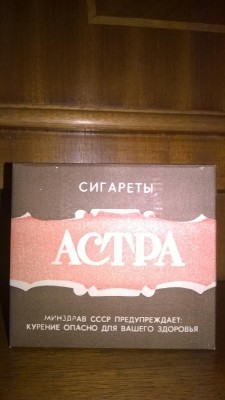 СИГАРЕТЫ
АСТРА
МИНЗДРАВ СССР ПРЕДУПРЕЖДАЕТ:
КУРЕНИЕ ОПАСНО ДЛЯ ВАШЕГО ЗДОРОВЬЯ